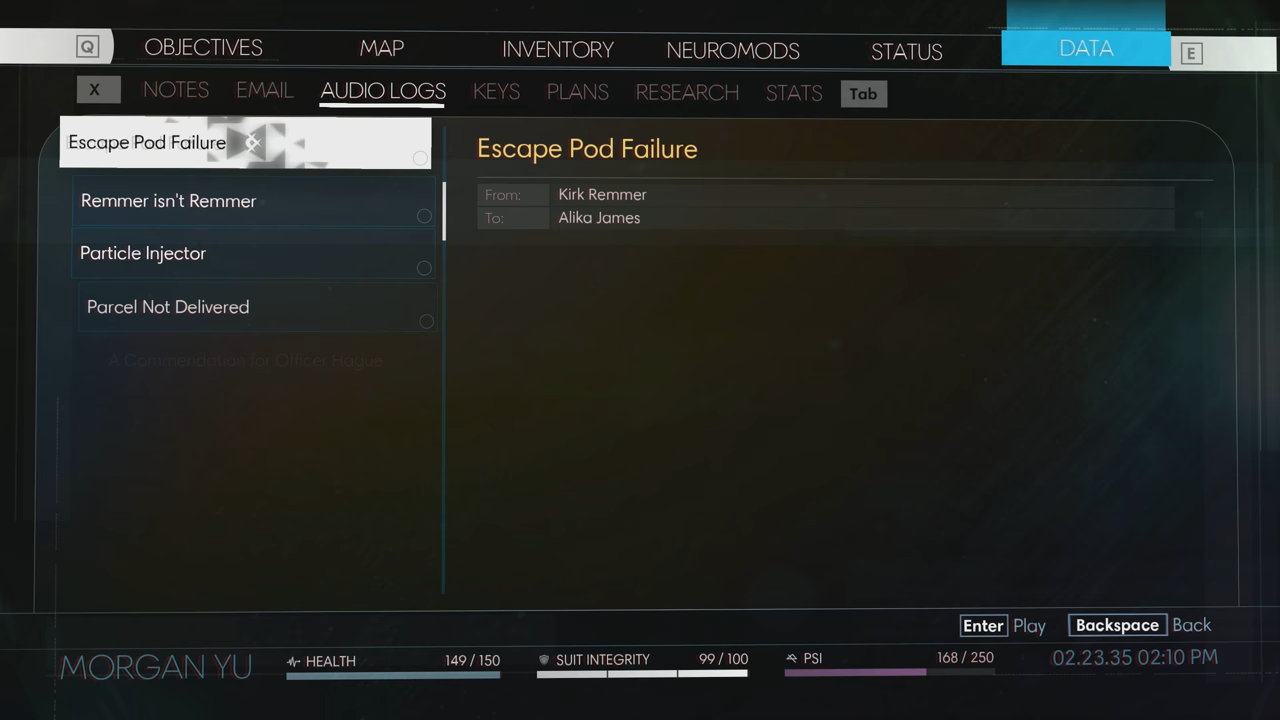 Q OBJECTIVES MAP INVENTORY NEUROMODS STATUS DATA E
X NOTES EMAIL AUDIO LOGS KEYS PLANS RESEARCH STATS Tab
Escape Pod Failure
Remmer isn't Remmer
Particle Injector
Parcel Not Delivered
A Commendation for Officer Hague
Escape Pod Failure
From: Kirk Remmer
To: Alika James
Enter Play Backspace Back
MORGAN YU HEALTH 149 / 150 SUIT INTEGRITY 99 / 100 PSI 168 / 250 02.23.35 02:10 PM